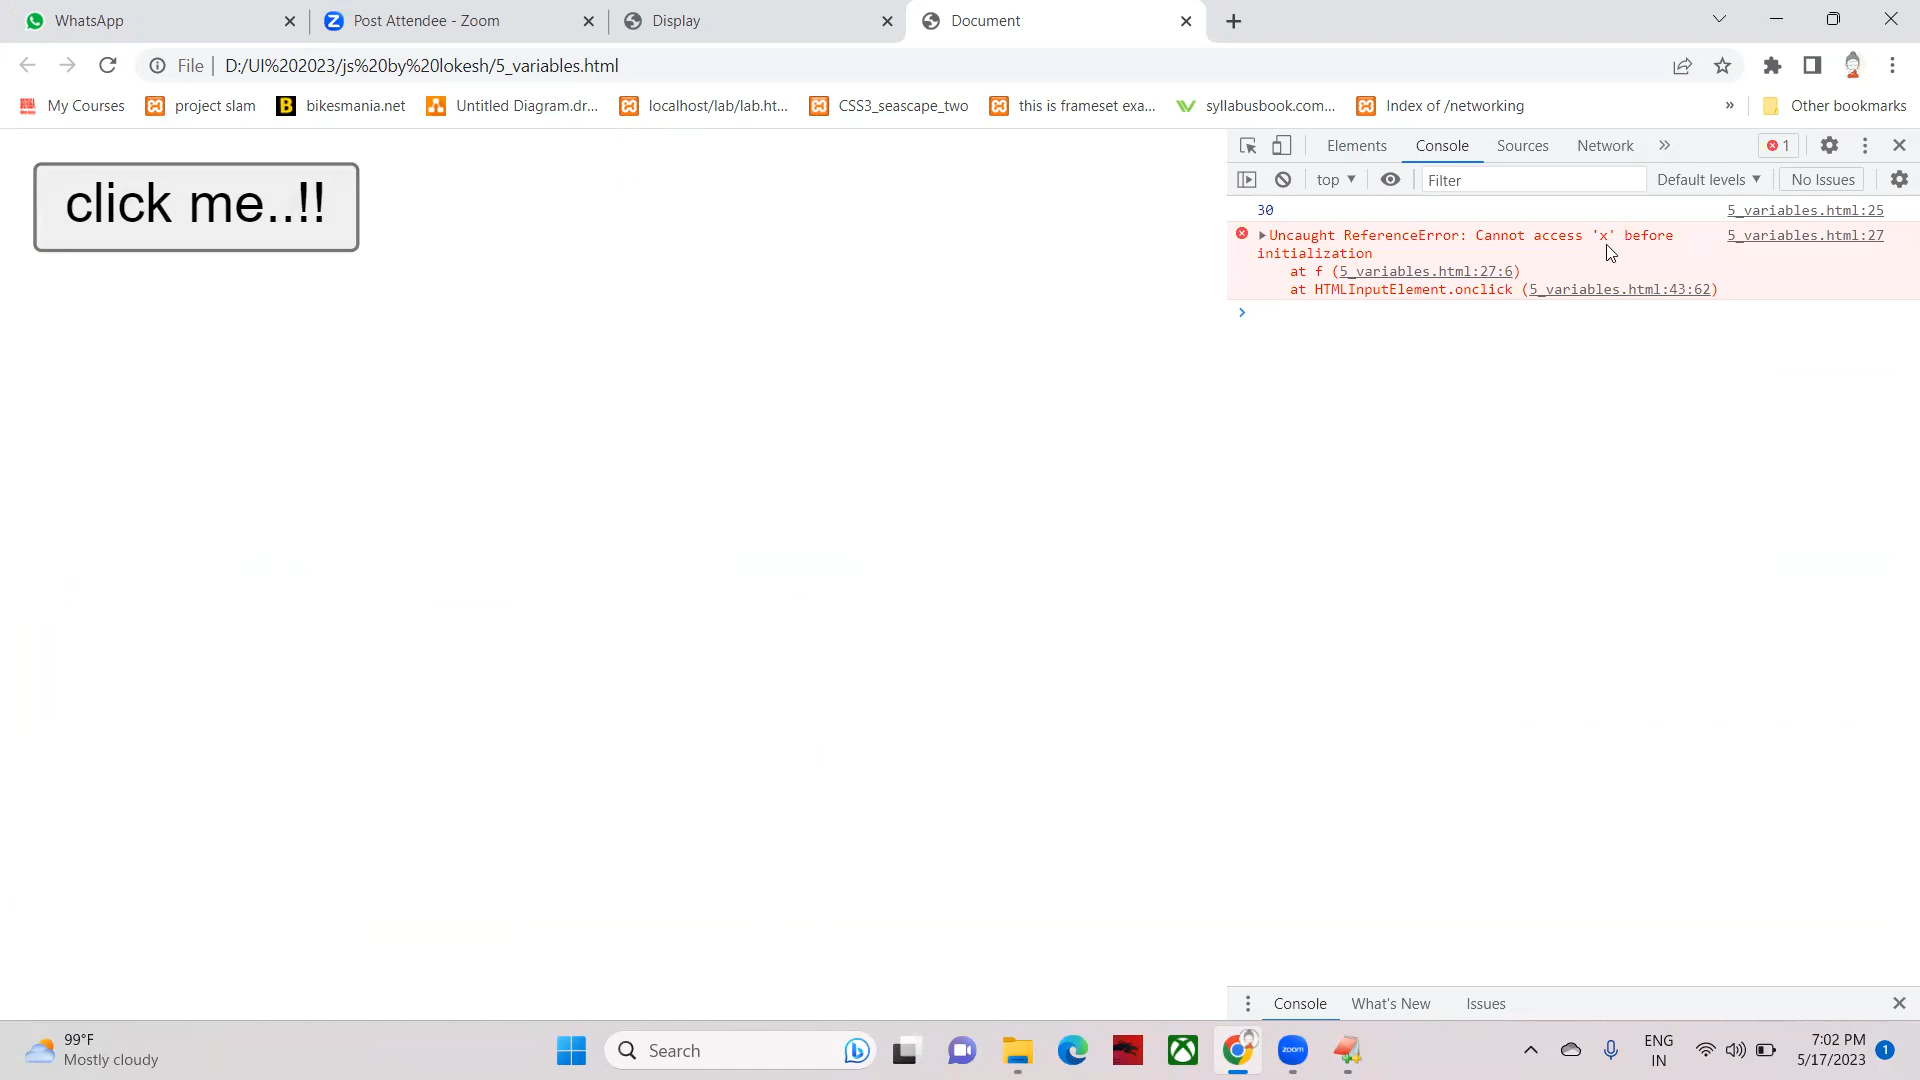 WhatsApp
Post Attendee - Zoom
Display
Document
File | D:/UI%202023/js%20by%20lokesh/5_variables.html
My Courses
project slam
bikesmania.net
Untitled Diagram.dr...
localhost/lab/lab.ht...
CSS3_seascape_two
this is frameset exa...
syllabusbook.com...
Index of /networking
»
Other bookmarks
click me..!!
Elements
Console
Sources
Network
»
1
top
Filter
Default levels
No Issues
30
5_variables.html:25
Uncaught ReferenceError: Cannot access 'x' before
5_variables.html:27
initialization
at f (5_variables.html:27:6)
at HTMLInputElement.onclick (5_variables.html:43:62)
Console
What's New
Issues
99°F
Mostly cloudy
Search
zoom
ENG
IN
7:02 PM
5/17/2023
1